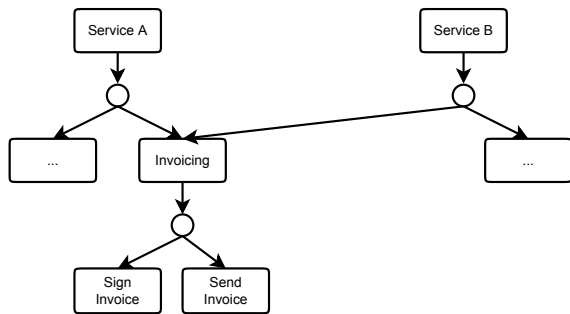 Service A
Service B
...
Invoicing
...
Sign
Invoice
Send
Invoice